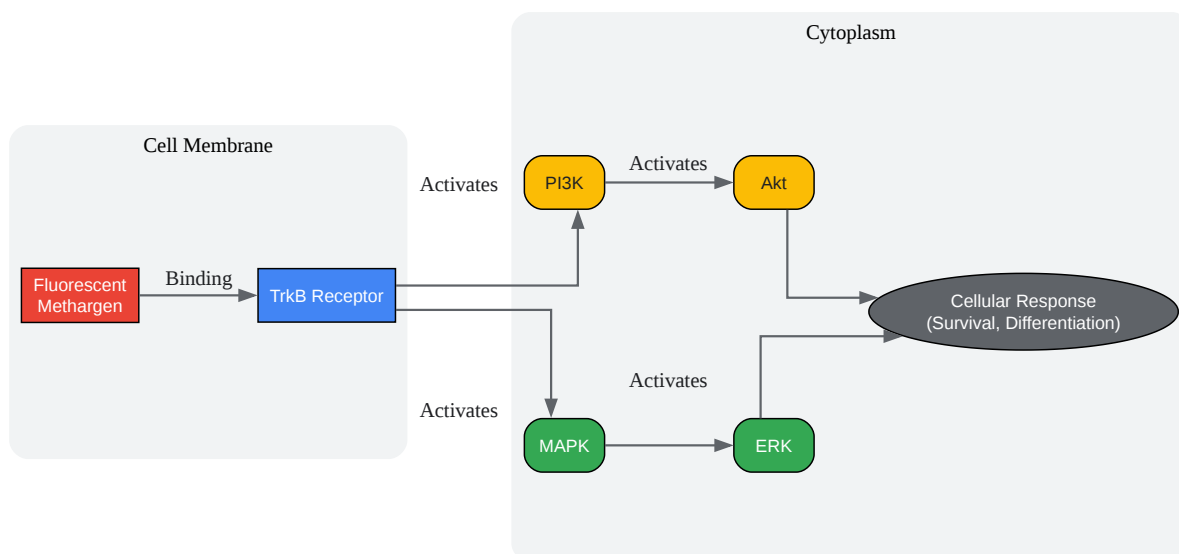 Cytoplasm
Cell Membrane
Activates
PI3K
Activates
Akt
Fluorescent
Methargen
Binding
TrkB Receptor
Cellular Response
(Survival, Differentiation)
Activates
MAPK
Activates
ERK